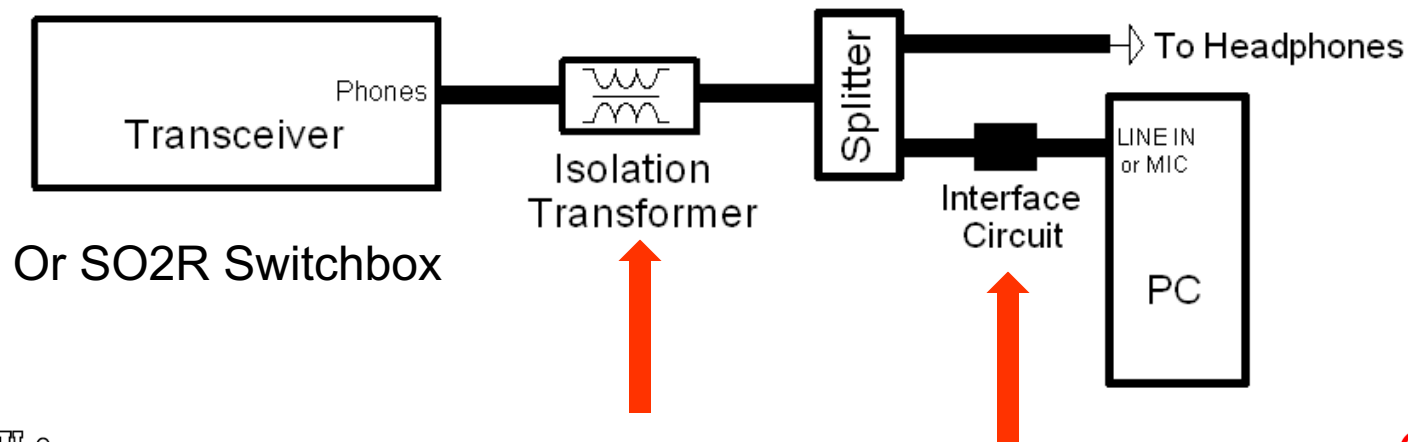 Phones
Transceiver
Isolation
Transformer
Splitter
To Headphones
LINE IN
or MIC
Interface
Circuit
PC
Or SO2R Switchbox